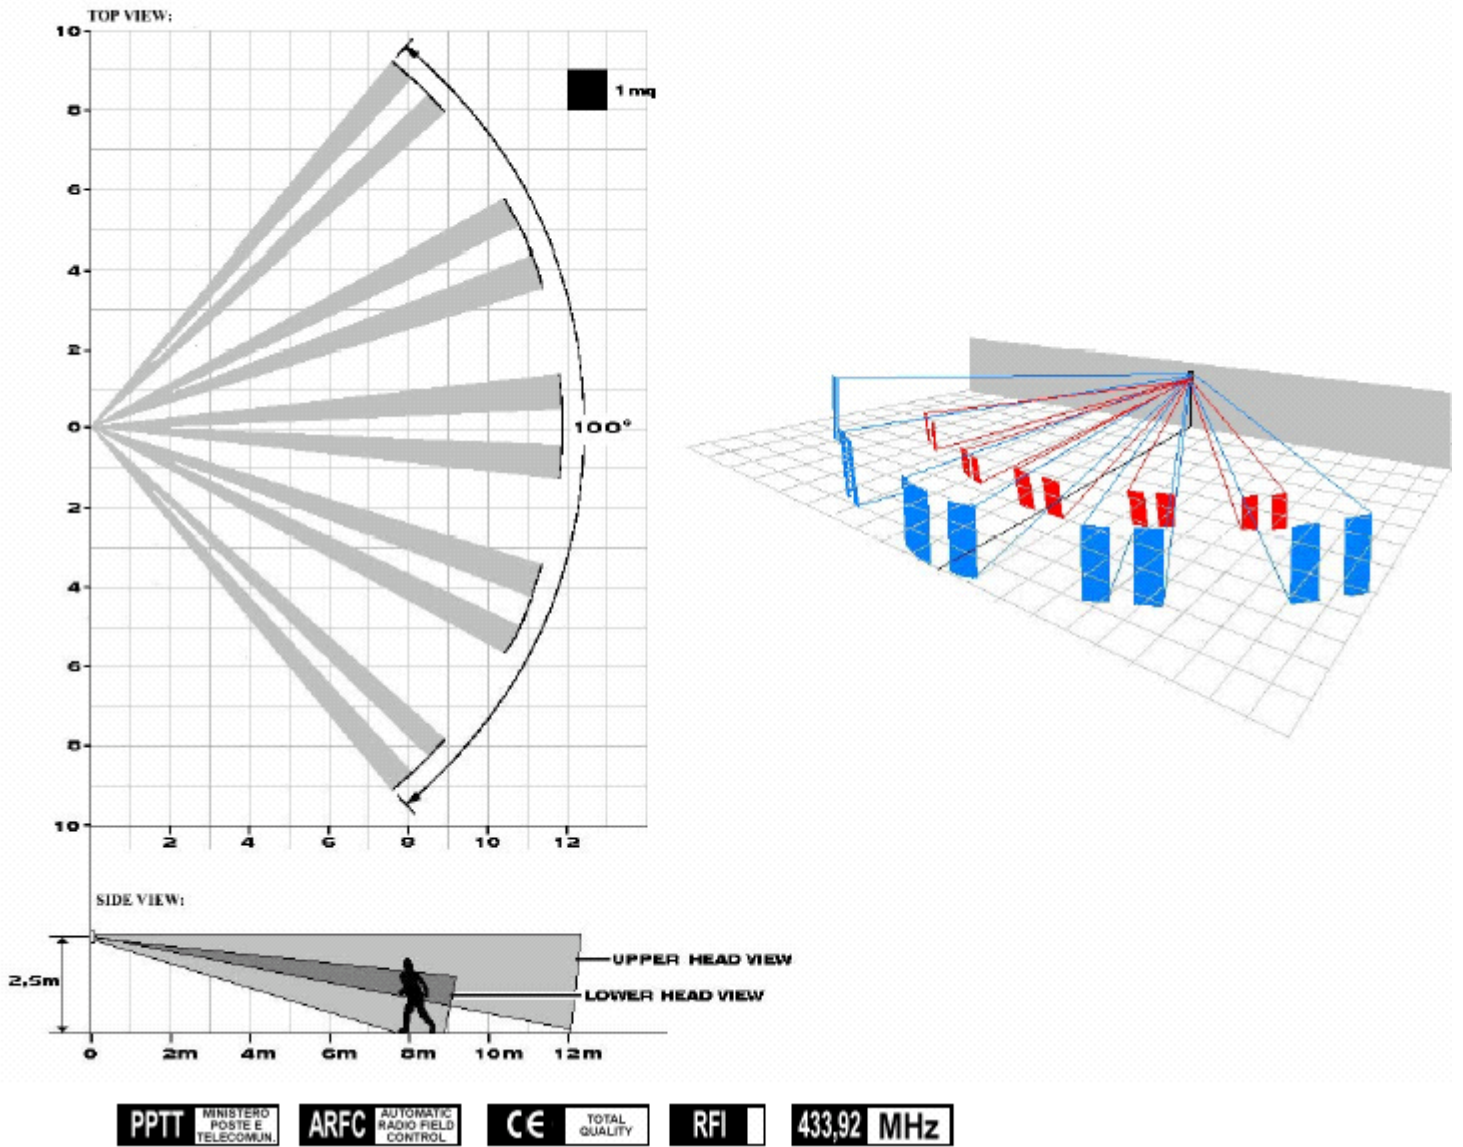 TOP VIEW:
10
8
6
4
2
0
2
4
6
8
10
2 4 6 8 10 12
1 mq
100°
SIDE VIEW:
2,5m
UPPER HEAD VIEW
LOWER HEAD VIEW
0 2m 4m 6m 8m 10m 12m
PPTT
MINISTERO
POSTE E
TELECOMUN.
ARFC
AUTOMATIC
RADIO FIELD
CONTROL
CE
TOTAL
QUALITY
RFI
433,92 MHz